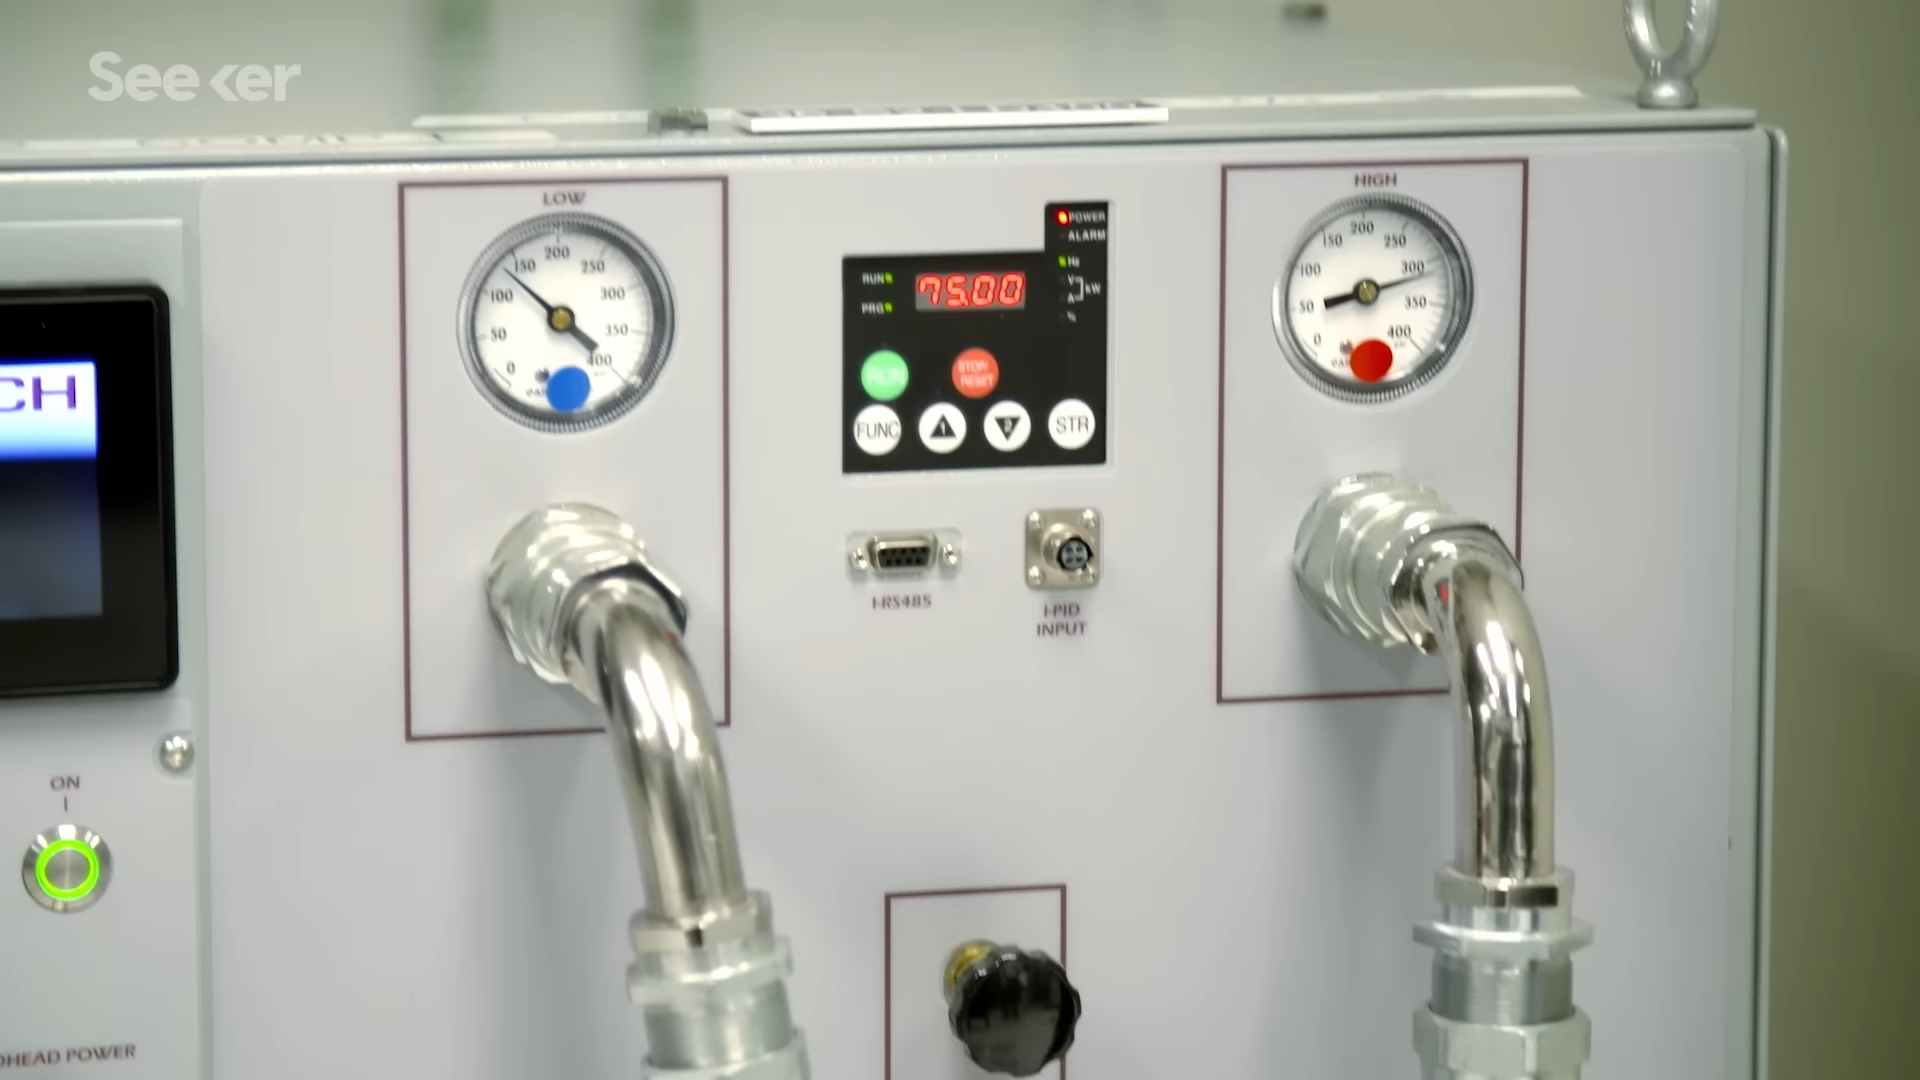 Seeker
LOW
0
50
100
150
200
250
300
350
400
POWER
ALARM
RUN
Hz
V
kW
A
PRG
%
75.00
RUN
STOP/
RESET
FUNC
1
2
STR
HIGH
0
50
100
150
200
250
300
350
400
psi
CH
I-RS485
I-PID
INPUT
ON
I
DHEAD POWER